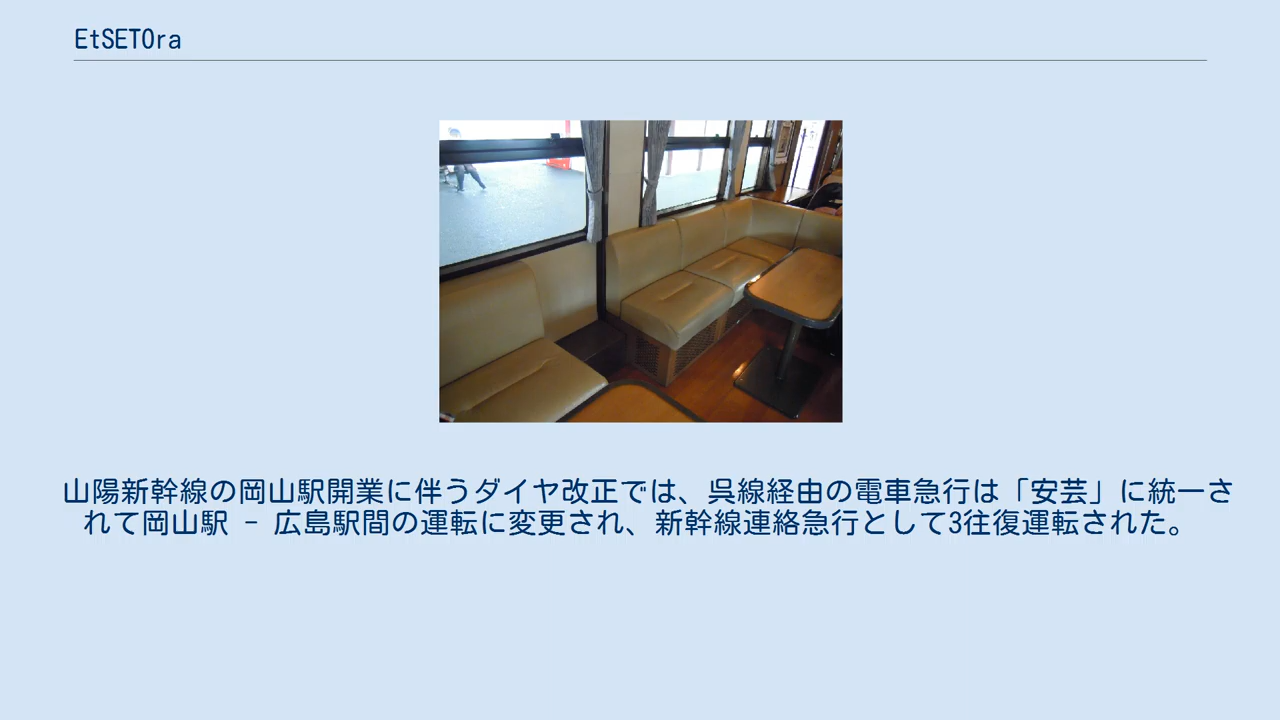 EtSETOra
山陽新幹線の岡山駅開業に伴うダイヤ改正では、呉線経由の電車急行は「安芸」に統一さ
れて岡山駅 - 広島駅間の運転に変更され、新幹線連絡急行として3往復運転された。